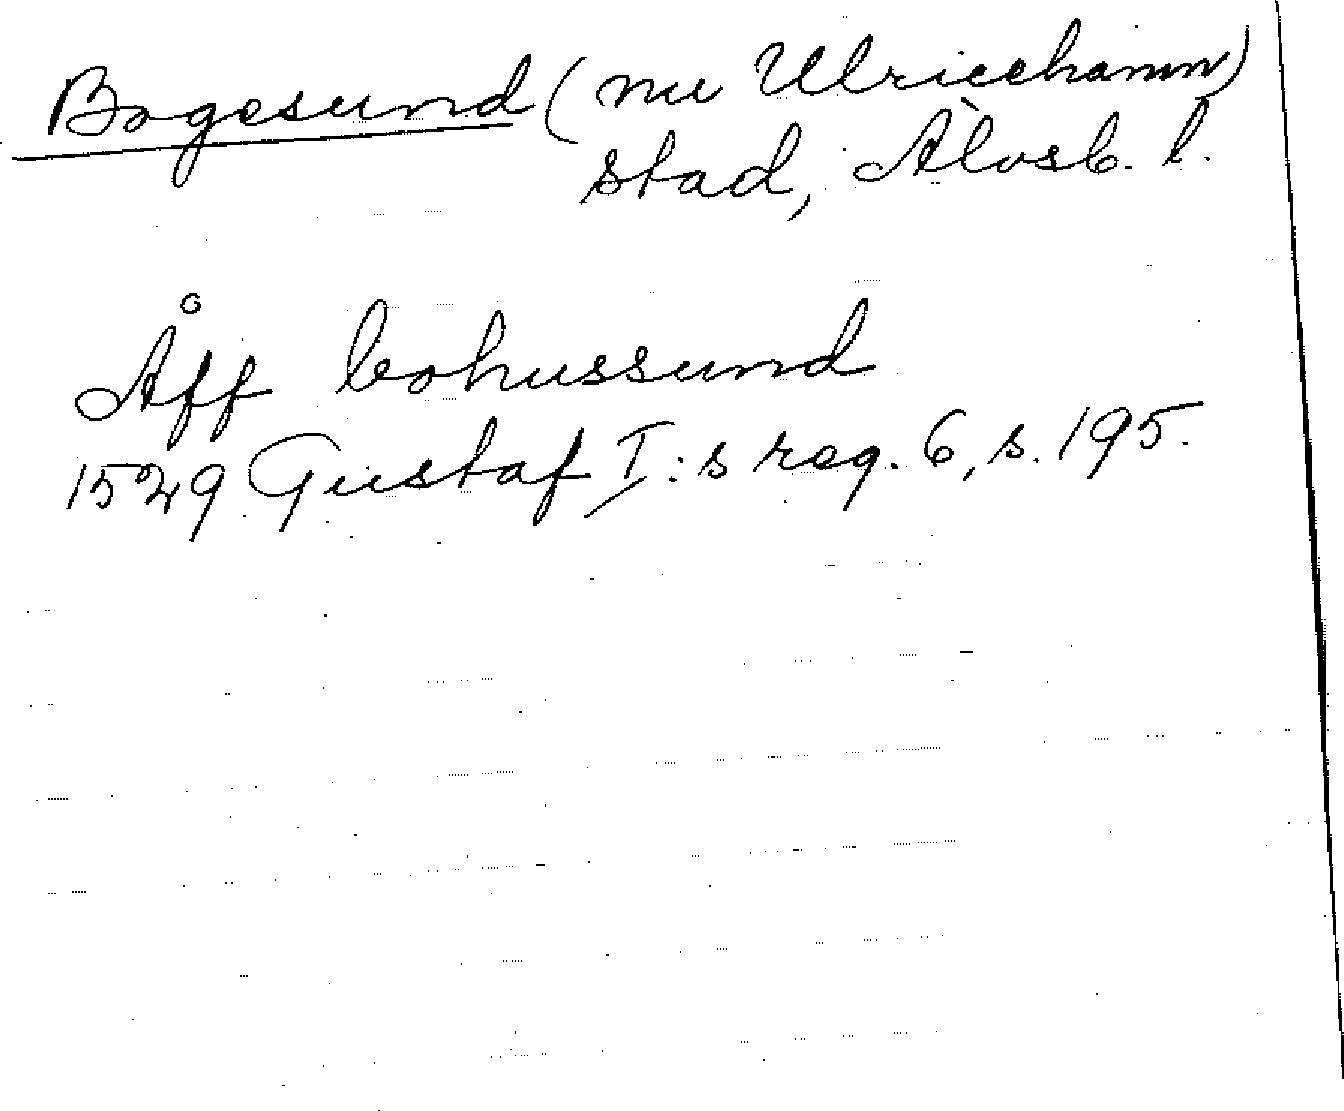 Bogesund (nu Ulricehamn)
stad, Älvsb. l.
Åff bohussund
1529 Gustaf I:s reg. 6, s. 195.